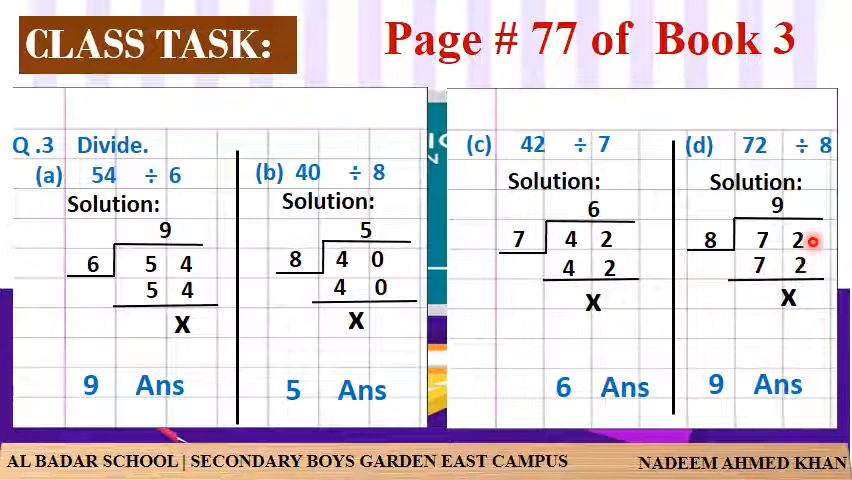 CLASS TASK:
Page # 77 of Book 3
Q .3 Divide.
(a) 54 ÷ 6
Solution:
9
6 5 4
5 4
X
9 Ans
(b) 40 ÷ 8
Solution:
5
8 4 0
4 0
X
5 Ans
(c) 42 ÷ 7
Solution:
6
7 4 2
4 2
X
6 Ans
(d) 72 ÷ 8
Solution:
9
8 7 2
7 2
X
9 Ans
AL BADAR SCHOOL | SECONDARY BOYS GARDEN EAST CAMPUS
NADEEM AHMED KHAN